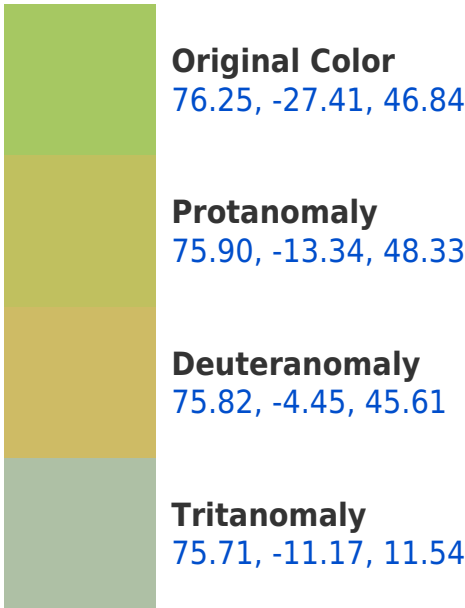 Original Color
76.25, -27.41, 46.84
Protanomaly
75.90, -13.34, 48.33
Deuteranomaly
75.82, -4.45, 45.61
Tritanomaly
75.71, -11.17, 11.54